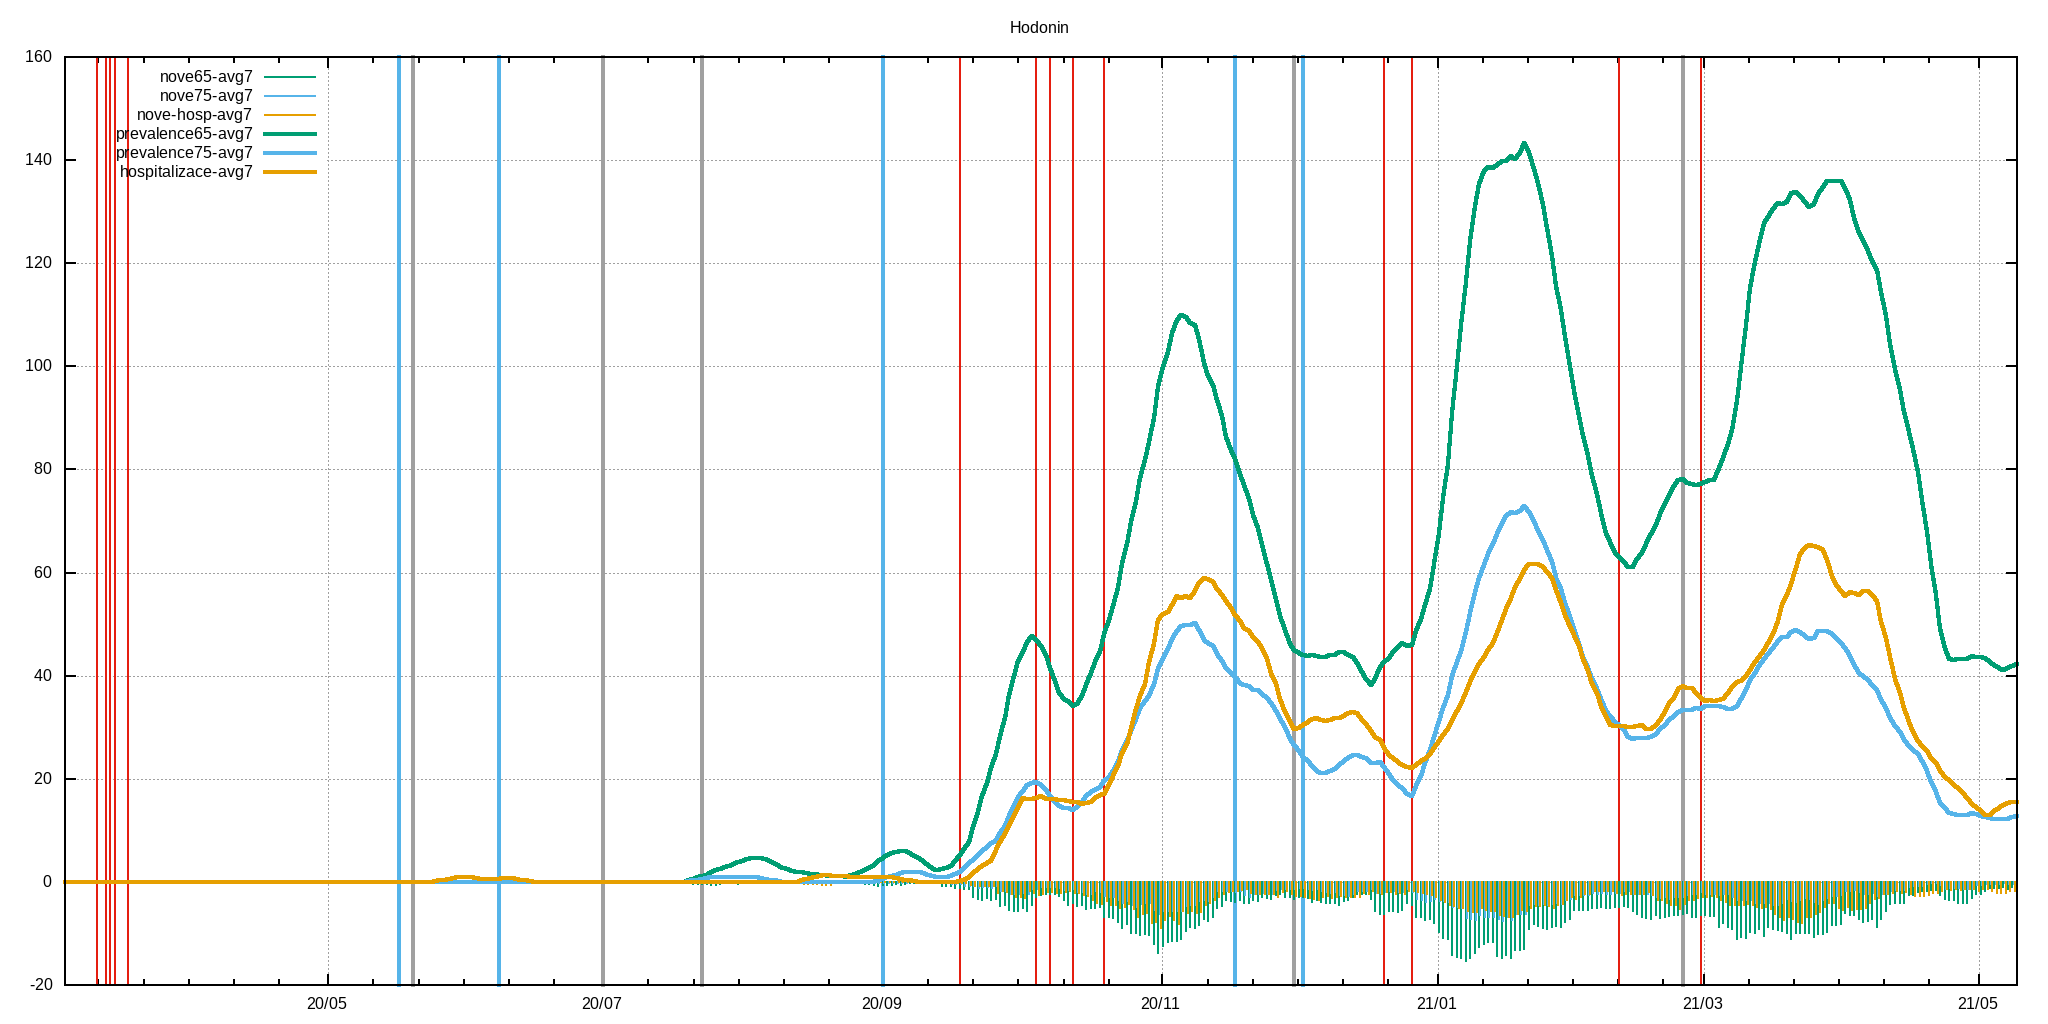 Hodonin
160
140
120
100
80
60
40
20
0
-20
nove65-avg7
nove75-avg7
nove-hosp-avg7
prevalence65-avg7
prevalence75-avg7
hospitalizace-avg7
20/05 20/07 20/09 20/11 21/01 21/03 21/05